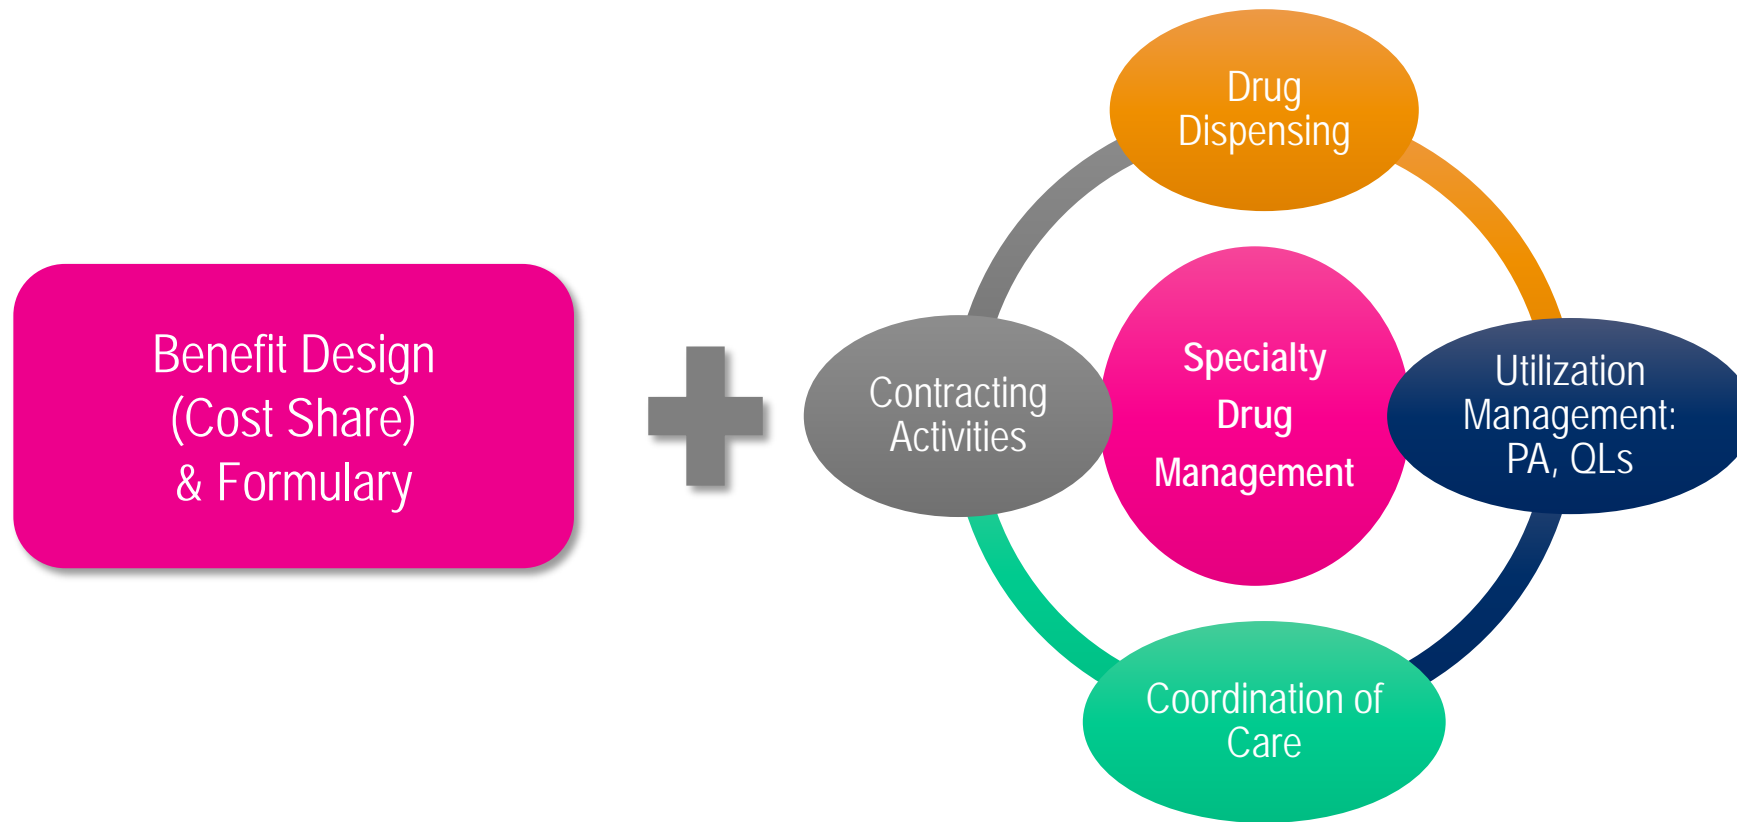 Benefit Design
(Cost Share)
& Formulary
Drug
Dispensing
Contracting
Activities
Specialty
Drug
Management
Utilization
Management:
PA, QLs
Coordination of
Care